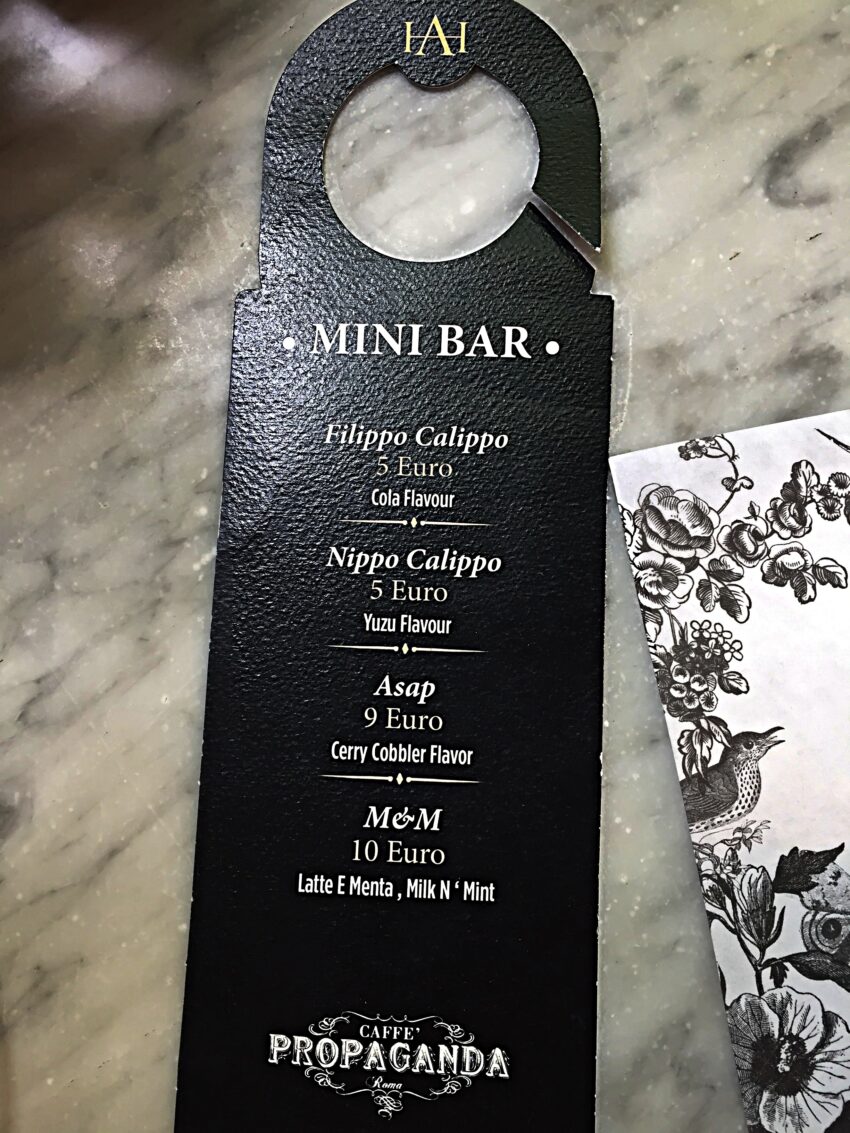 HAH
• MINI BAR •
Filippo Calippo
5 Euro
Cola Flavour
Nippo Calippo
5 Euro
Yuzu Flavour
Asap
9 Euro
Cerry Cobbler Flavor
M&M
10 Euro
Latte E Menta , Milk N ‘ Mint
CAFFE’
PROPAGANDA
Roma